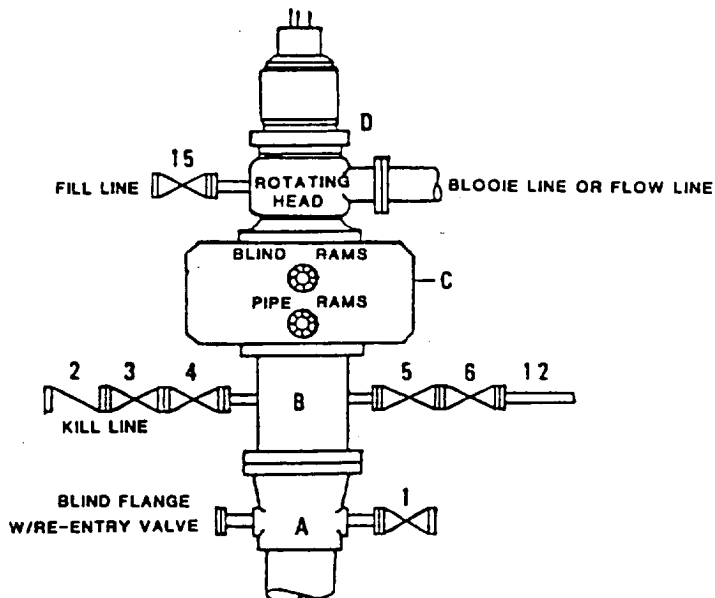 D
15
FILL LINE
ROTATING
HEAD
BLOOIE LINE OR FLOW LINE
BLIND RAMS
C
PIPE RAMS
2 3 4
5 6 12
B
KILL LINE
BLIND FLANGE
W/RE-ENTRY VALVE
1
A